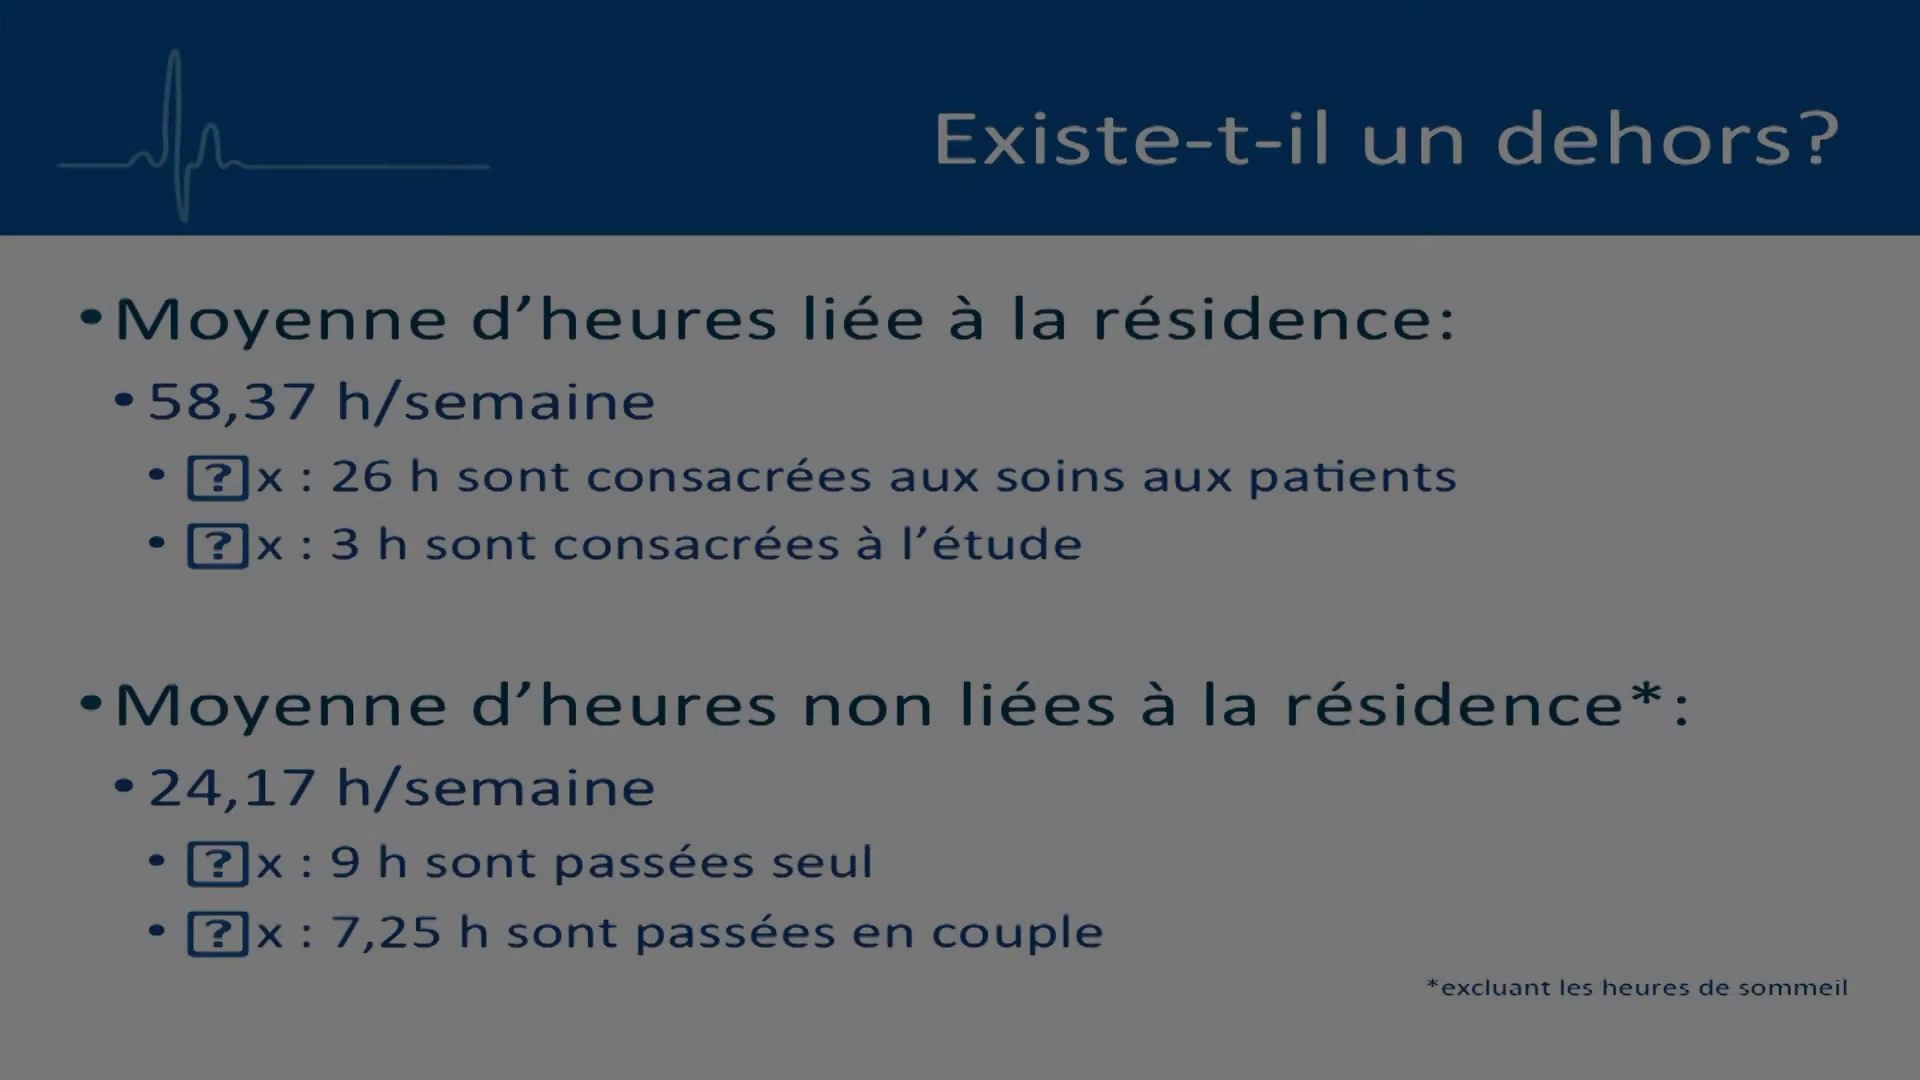 Existe-t-il un dehors?
•Moyenne d’heures liée à la résidence:
•58,37 h/semaine
• ?x : 26 h sont consacrées aux soins aux patients
• ?x : 3 h sont consacrées à l’étude
•Moyenne d’heures non liées à la résidence*:
•24,17 h/semaine
• ?x : 9 h sont passées seul
• ?x : 7,25 h sont passées en couple
*excluant les heures de sommeil